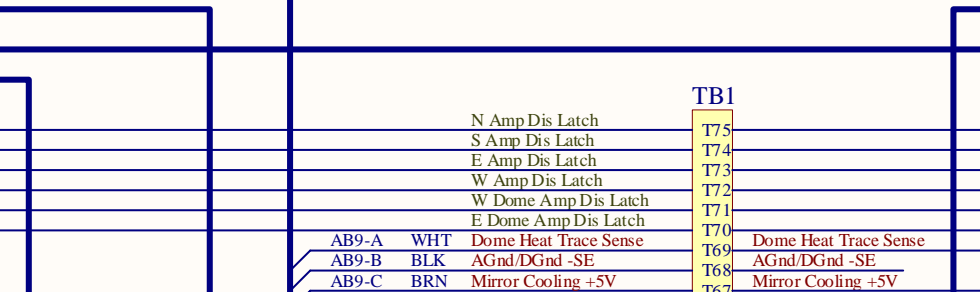 TB1
N Amp Dis Latch T75
S Amp Dis Latch T74
E Amp Dis Latch T73
W Amp Dis Latch T72
W Dome Amp Dis Latch T71
E Dome Amp Dis Latch T70
AB9-A WHT Dome Heat Trace Sense T69 Dome Heat Trace Sense
AB9-B BLK AGnd/DGnd -SE T68 AGnd/DGnd -SE
AB9-C BRN Mirror Cooling +5V T67 Mirror Cooling +5V